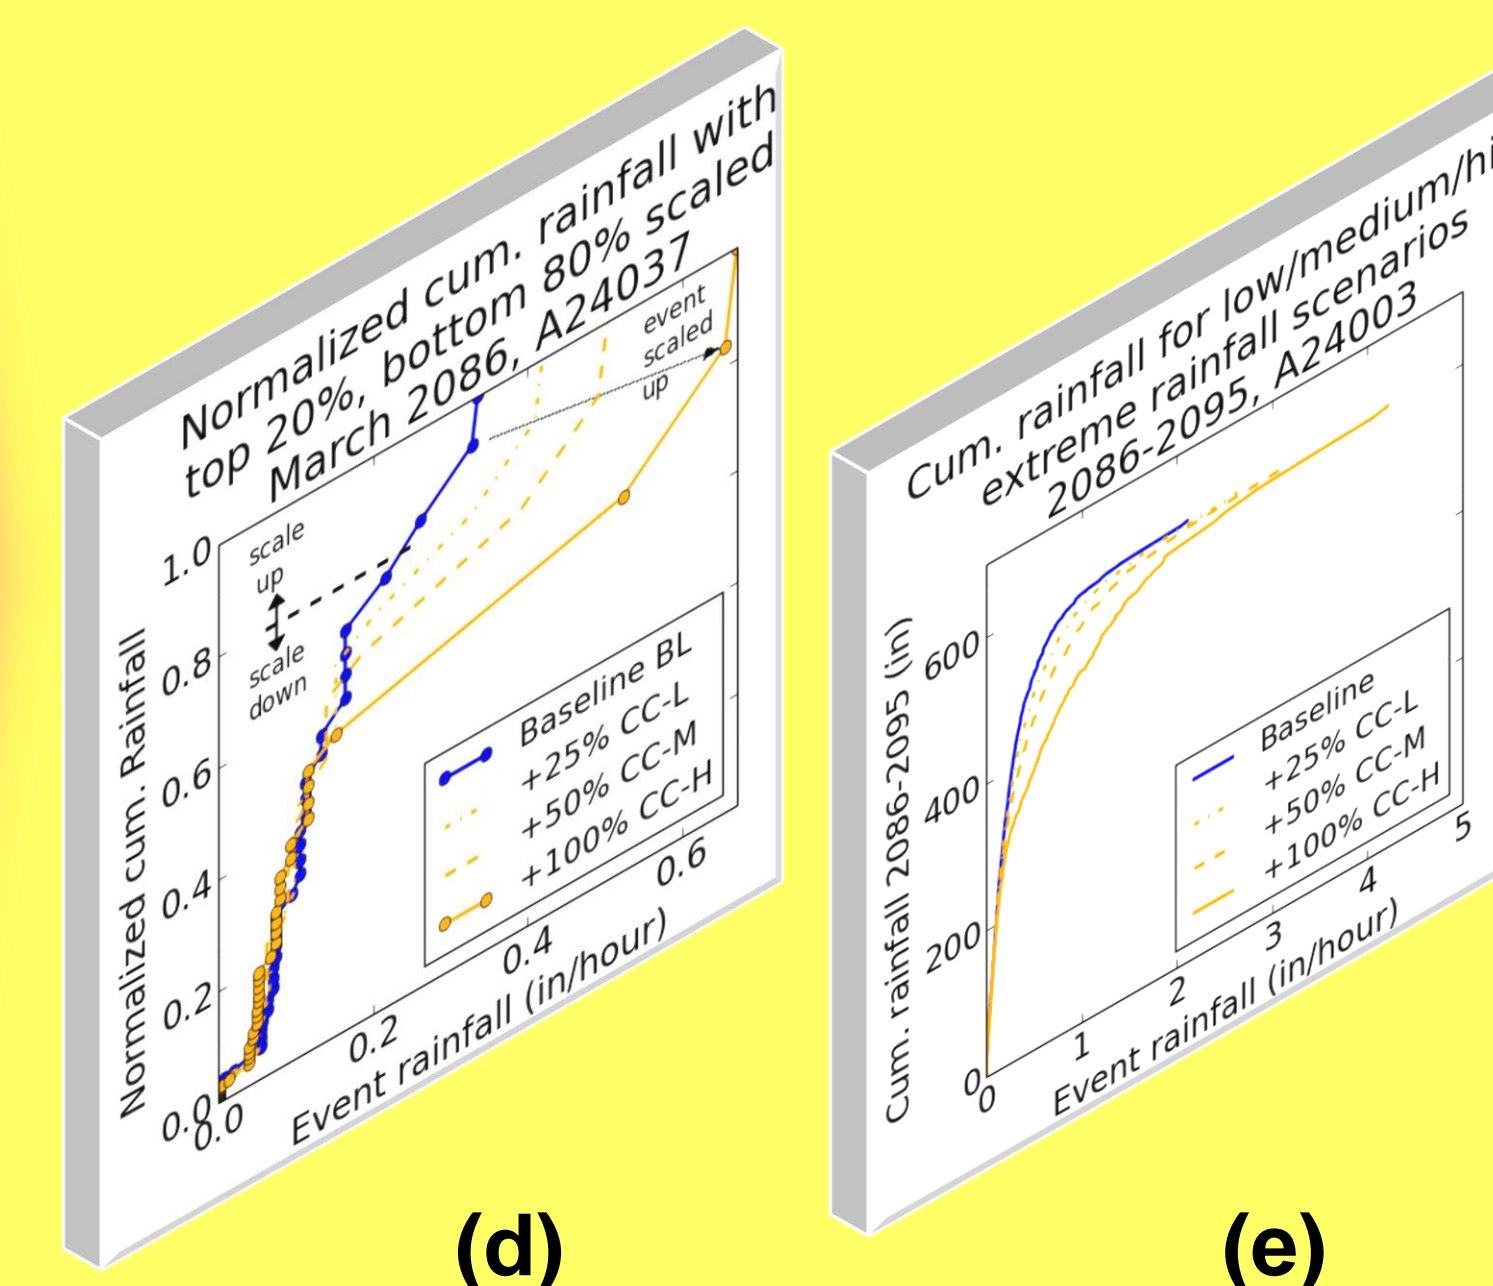 Normalized cum. rainfall with
top 20%, bottom 80% scaled
March 2086, A24037
Normalized cum. Rainfall
1.0
0.8
0.6
0.4
0.2
0.0
scale
up
scale
down
event
scaled
up
Baseline BL
+25% CC-L
+50% CC-M
+100% CC-H
0.0
0.2
0.4
0.6
Event rainfall (in/hour)
(d)
Cum. rainfall for low/medium/hi
extreme rainfall scenarios
2086-2095, A24003
Cum. rainfall 2086-2095 (in)
600
400
200
0
Baseline
+25% CC-L
+50% CC-M
+100% CC-H
0
1
2
3
4
5
Event rainfall (in/hour)
(e)